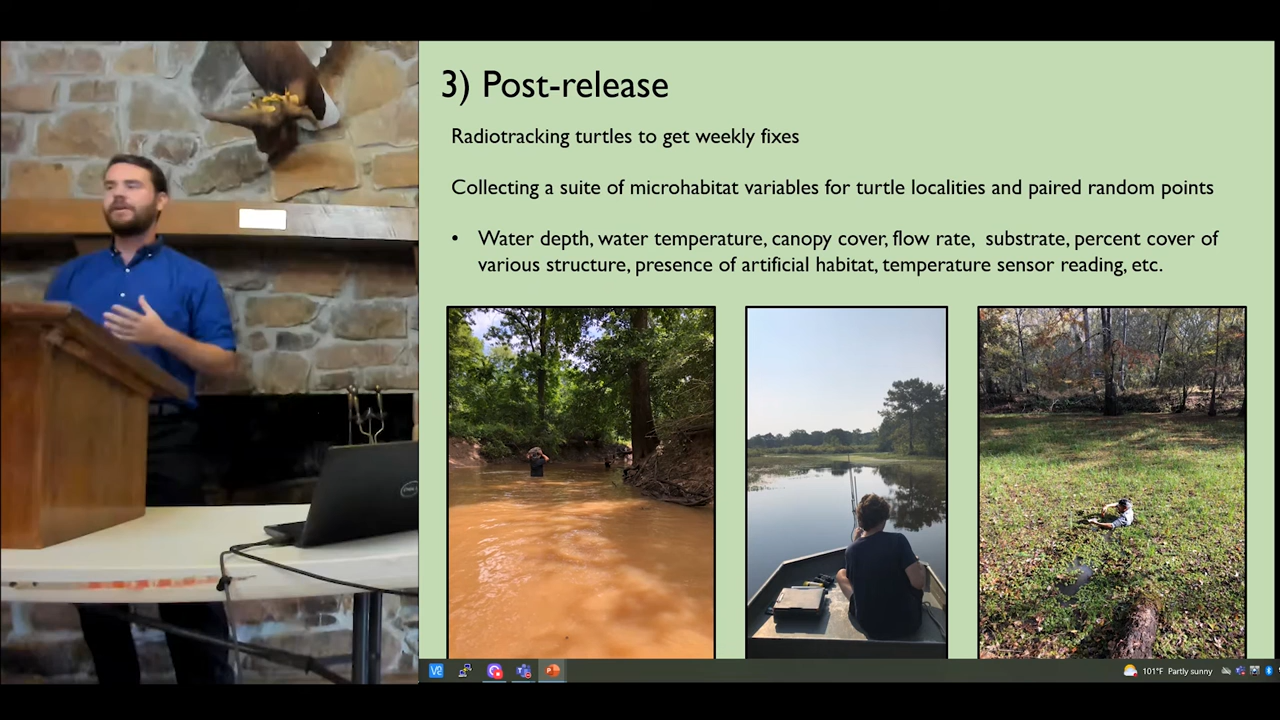 3) Post-release
Radiotracking turtles to get weekly fixes
Collecting a suite of microhabitat variables for turtle localities and paired random points
• Water depth, water temperature, canopy cover, flow rate, substrate, percent cover of
various structure, presence of artificial habitat, temperature sensor reading, etc.
DELL
101°F Partly sunny